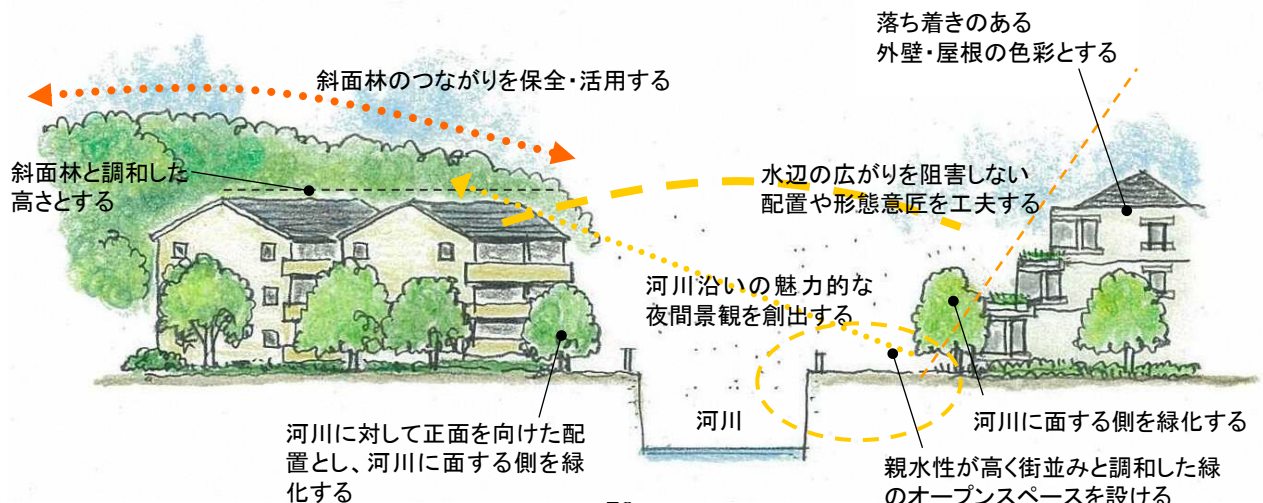 落ち着きのある
外壁・屋根の色彩とする
斜面林のつながりを保全・活用する
斜面林と調和した
高さとする
水辺の広がりを阻害しない
配置や形態意匠を工夫する
河川沿いの魅力的な
夜間景観を創出する
河川
河川に面する側を緑化する
河川に対して正面を向けた配
置とし、河川に面する側を緑
化する
親水性が高く街並みと調和した緑
のオープンスペースを設ける